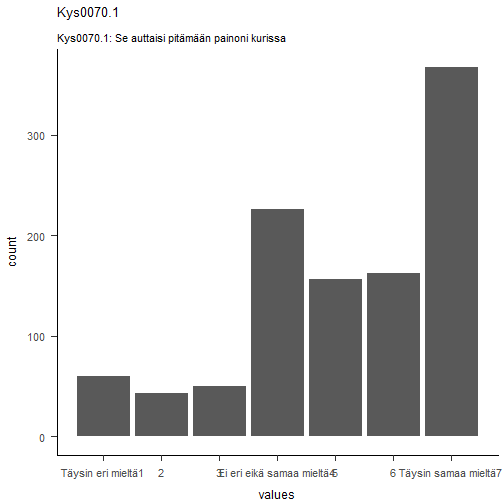 Kys0070.1
Kys0070.1: Se auttaisi pitämään painoni kurissa
300
200
100
0
count
Täysin eri mieltä1 2 3 Ei eri eikä samaa mieltä4 5 6 Täysin samaa mieltä7
values